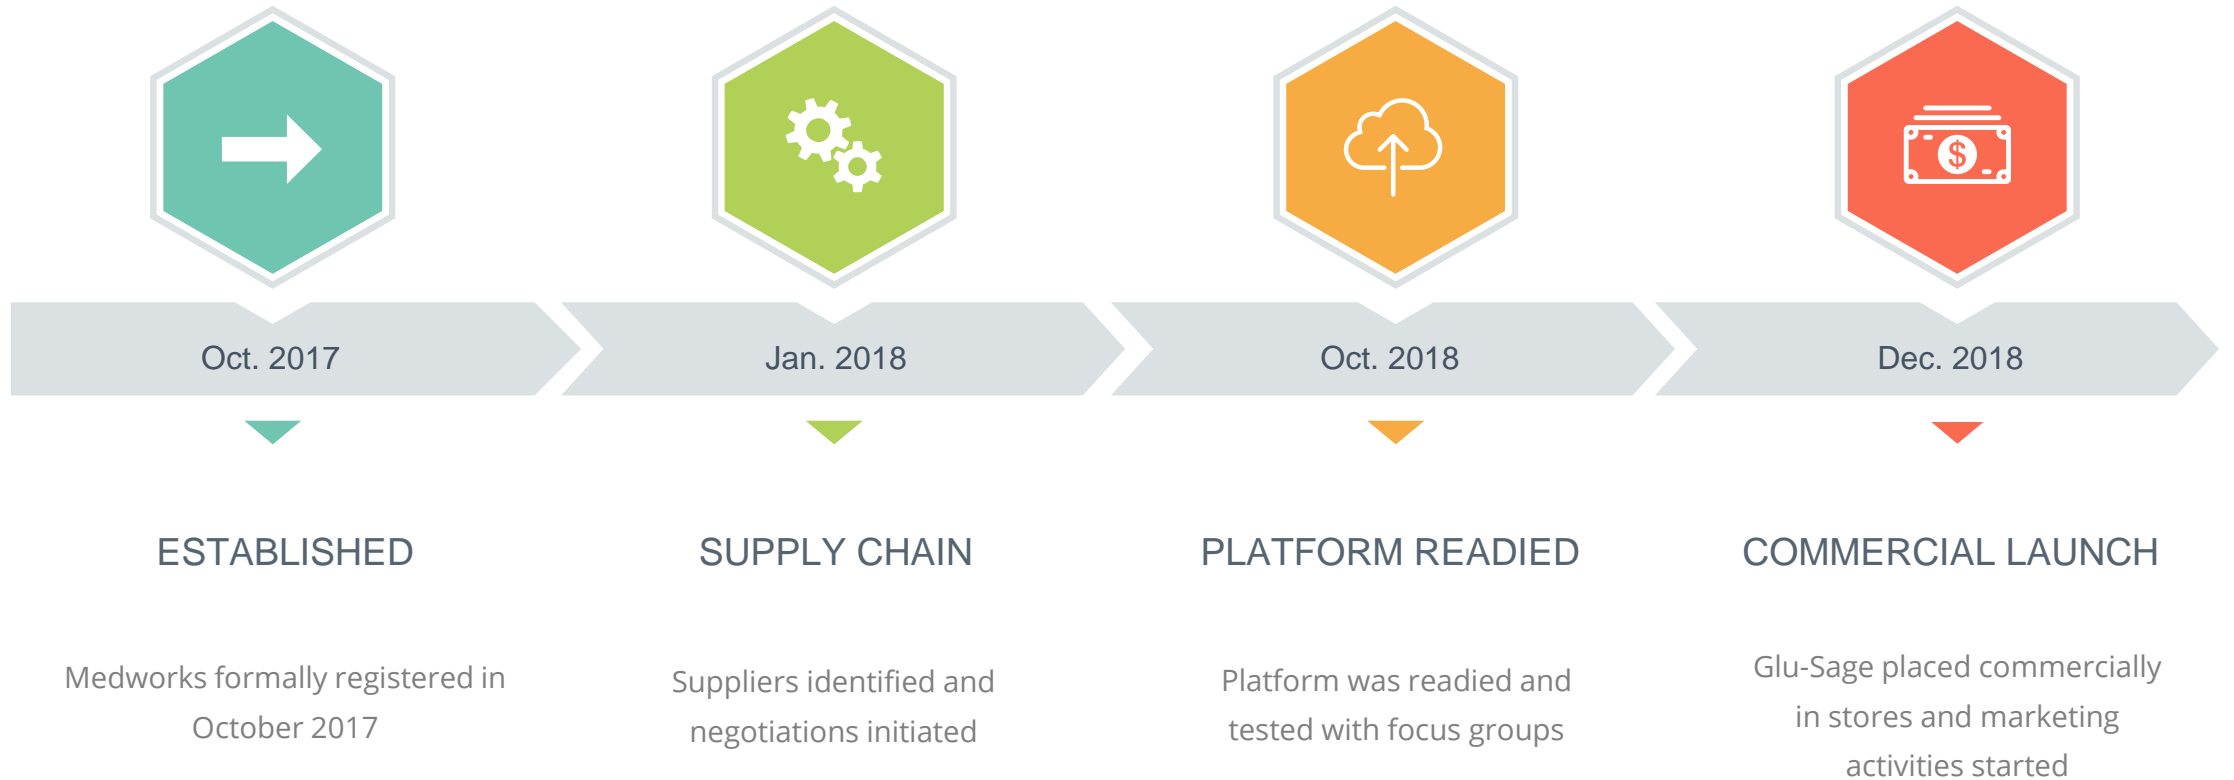 $
Oct. 2017
Jan. 2018
Oct. 2018
Dec. 2018
ESTABLISHED
SUPPLY CHAIN
PLATFORM READIED
COMMERCIAL LAUNCH
Medworks formally registered in
October 2017
Suppliers identified and
negotiations initiated
Platform was readied and
tested with focus groups
Glu-Sage placed commercially
in stores and marketing
activities started